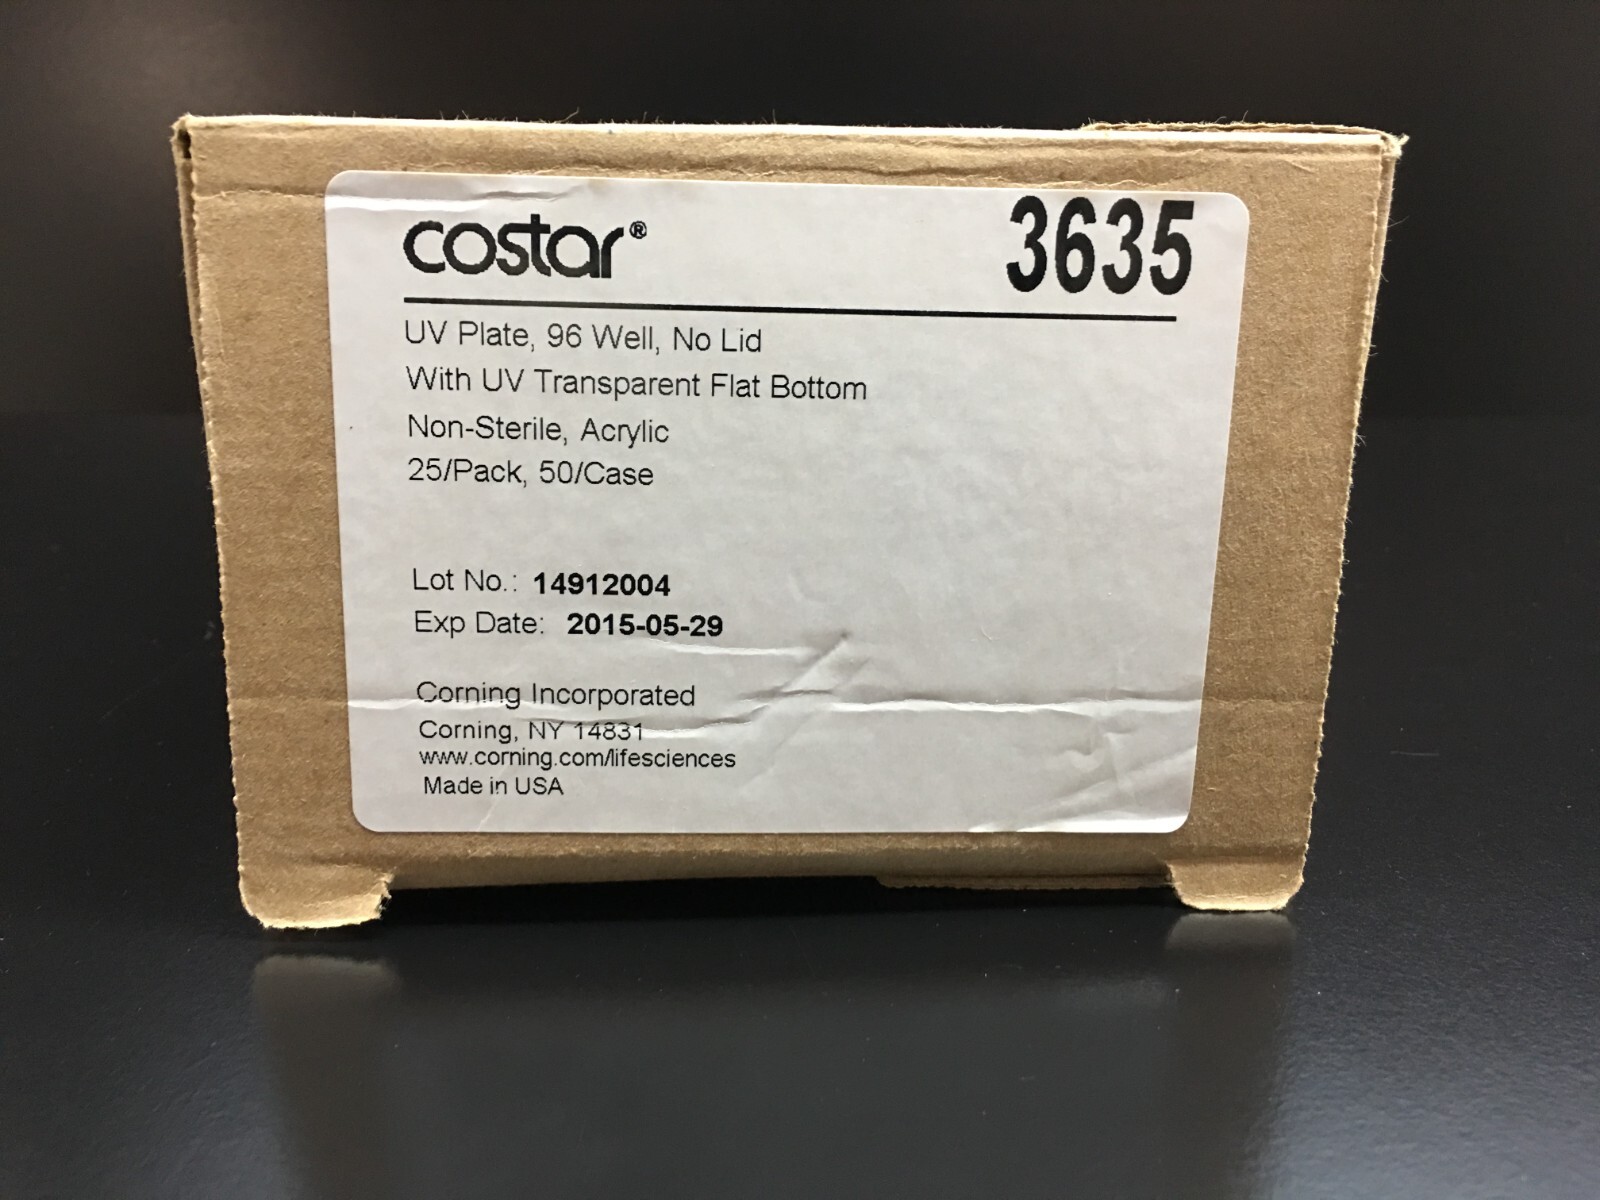 costar® 3635
UV Plate, 96 Well, No Lid
With UV Transparent Flat Bottom
Non-Sterile, Acrylic
25/Pack, 50/Case
Lot No.: 14912004
Exp Date: 2015-05-29
Corning Incorporated
Corning, NY 14831
www.corning.com/lifesciences
Made in USA